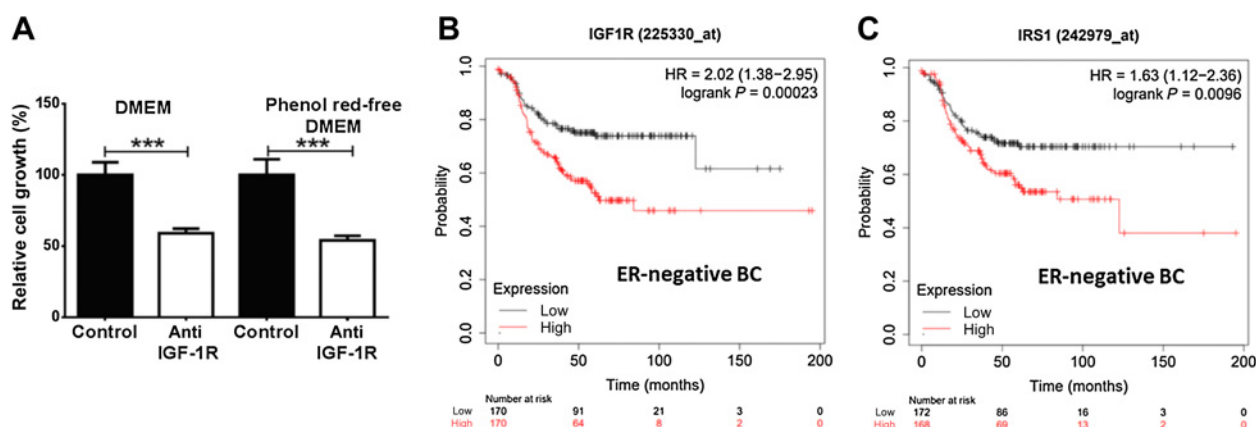 A
Relative cell growth (%)
150
100
50
0
DMEM
***
Phenol red-free
DMEM
***
Control
Anti
IGF-1R
Control
Anti
IGF-1R
B
IGF1R (225330_at)
HR = 2.02 (1.38−2.95)
logrank P = 0.00023
Probability
1.0
0.8
0.6
0.4
0.2
0.0
ER-negative BC
Expression
Low
High
0 50 100 150 200
Time (months)
Number at risk
Low 170 91 21 3 0
High 170 64 8 2 0
C
IRS1 (242979_at)
HR = 1.63 (1.12−2.36)
logrank P = 0.0096
Probability
1.0
0.8
0.6
0.4
0.2
0.0
ER-negative BC
Expression
Low
High
0 50 100 150 200
Time (months)
Number at risk
Low 172 86 16 3 0
High 168 69 13 2 0